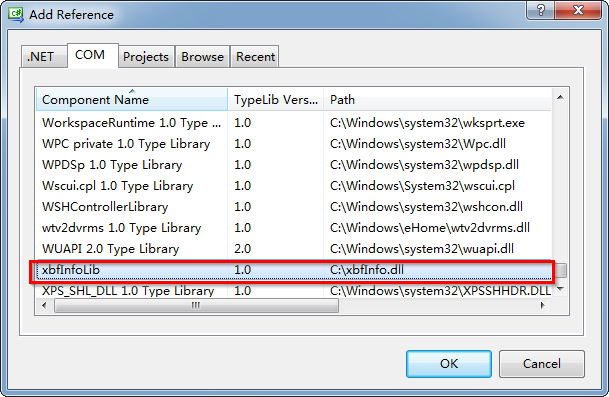 Add Reference
.NET COM Projects Browse Recent
Component Name TypeLib Vers... Path
WorkspaceRuntime 1.0 Type ... 1.0 C:\Windows\system32\wksprt.exe
WPC private 1.0 Type Library 1.0 C:\Windows\System32\Wpc.dll
WPDSp 1.0 Type Library 1.0 C:\Windows\system32\wpdsp.dll
Wscui.cpl 1.0 Type Library 1.0 C:\Windows\System32\wscui.cpl
WSHControllerLibrary 1.0 C:\Windows\system32\wshcon.dll
wtv2dvrms 1.0 Type Library 1.0 C:\Windows\eHome\wtv2dvrms.dll
WUAPI 2.0 Type Library 2.0 C:\Windows\system32\wuapi.dll
xbfInfoLib 1.0 C:\xbfInfo.dll
XPS_SHL_DLL 1.0 Type Library 1.0 C:\Windows\system32\XPSSHHDR.DLL
OK Cancel